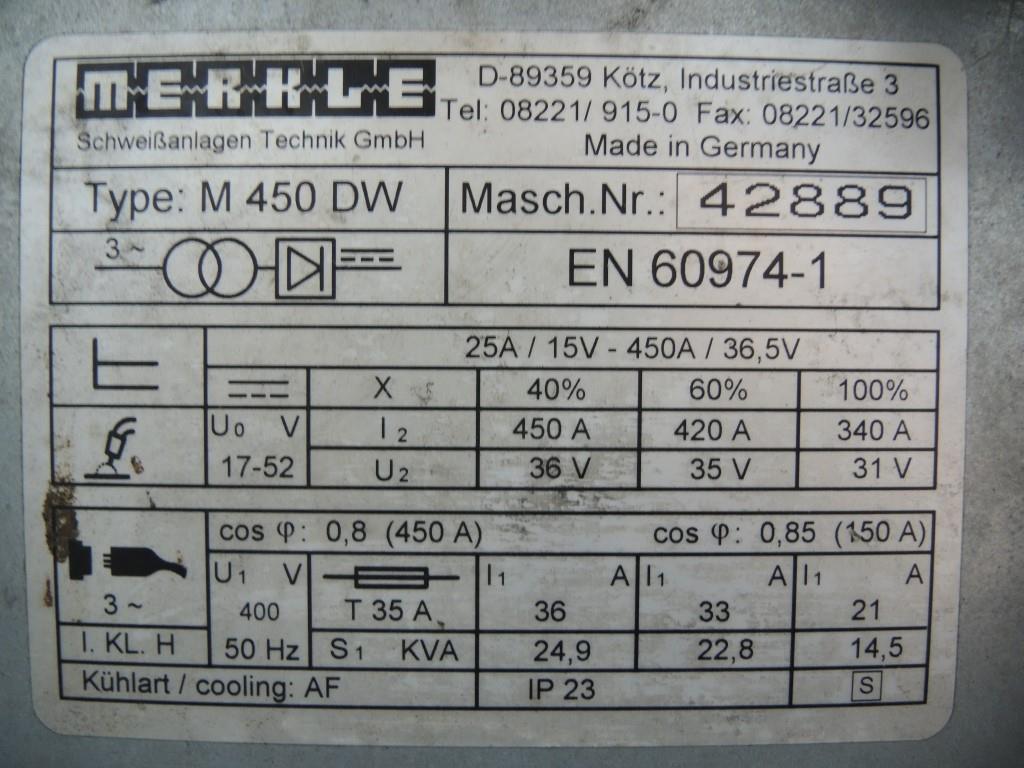 MERKLE
Schweißanlagen Technik GmbH
D-89359 Kötz, Industriestraße 3
Tel: 08221/ 915-0 Fax: 08221/32596
Made in Germany
Type: M 450 DW
Masch.Nr.: 42889
3 ~
EN 60974-1
25A / 15V - 450A / 36,5V
X 40% 60% 100%
U0 V I 2 450 A 420 A 340 A
17-52 U2 36 V 35 V 31 V
cos φ: 0,8 (450 A) cos φ: 0,85 (150 A)
U1 V I1 A I1 A I1 A
3 ~ 400 T 35 A 36 33 21
I. KL. H 50 Hz S1 KVA 24,9 22,8 14,5
Kühlart / cooling: AF IP 23 S